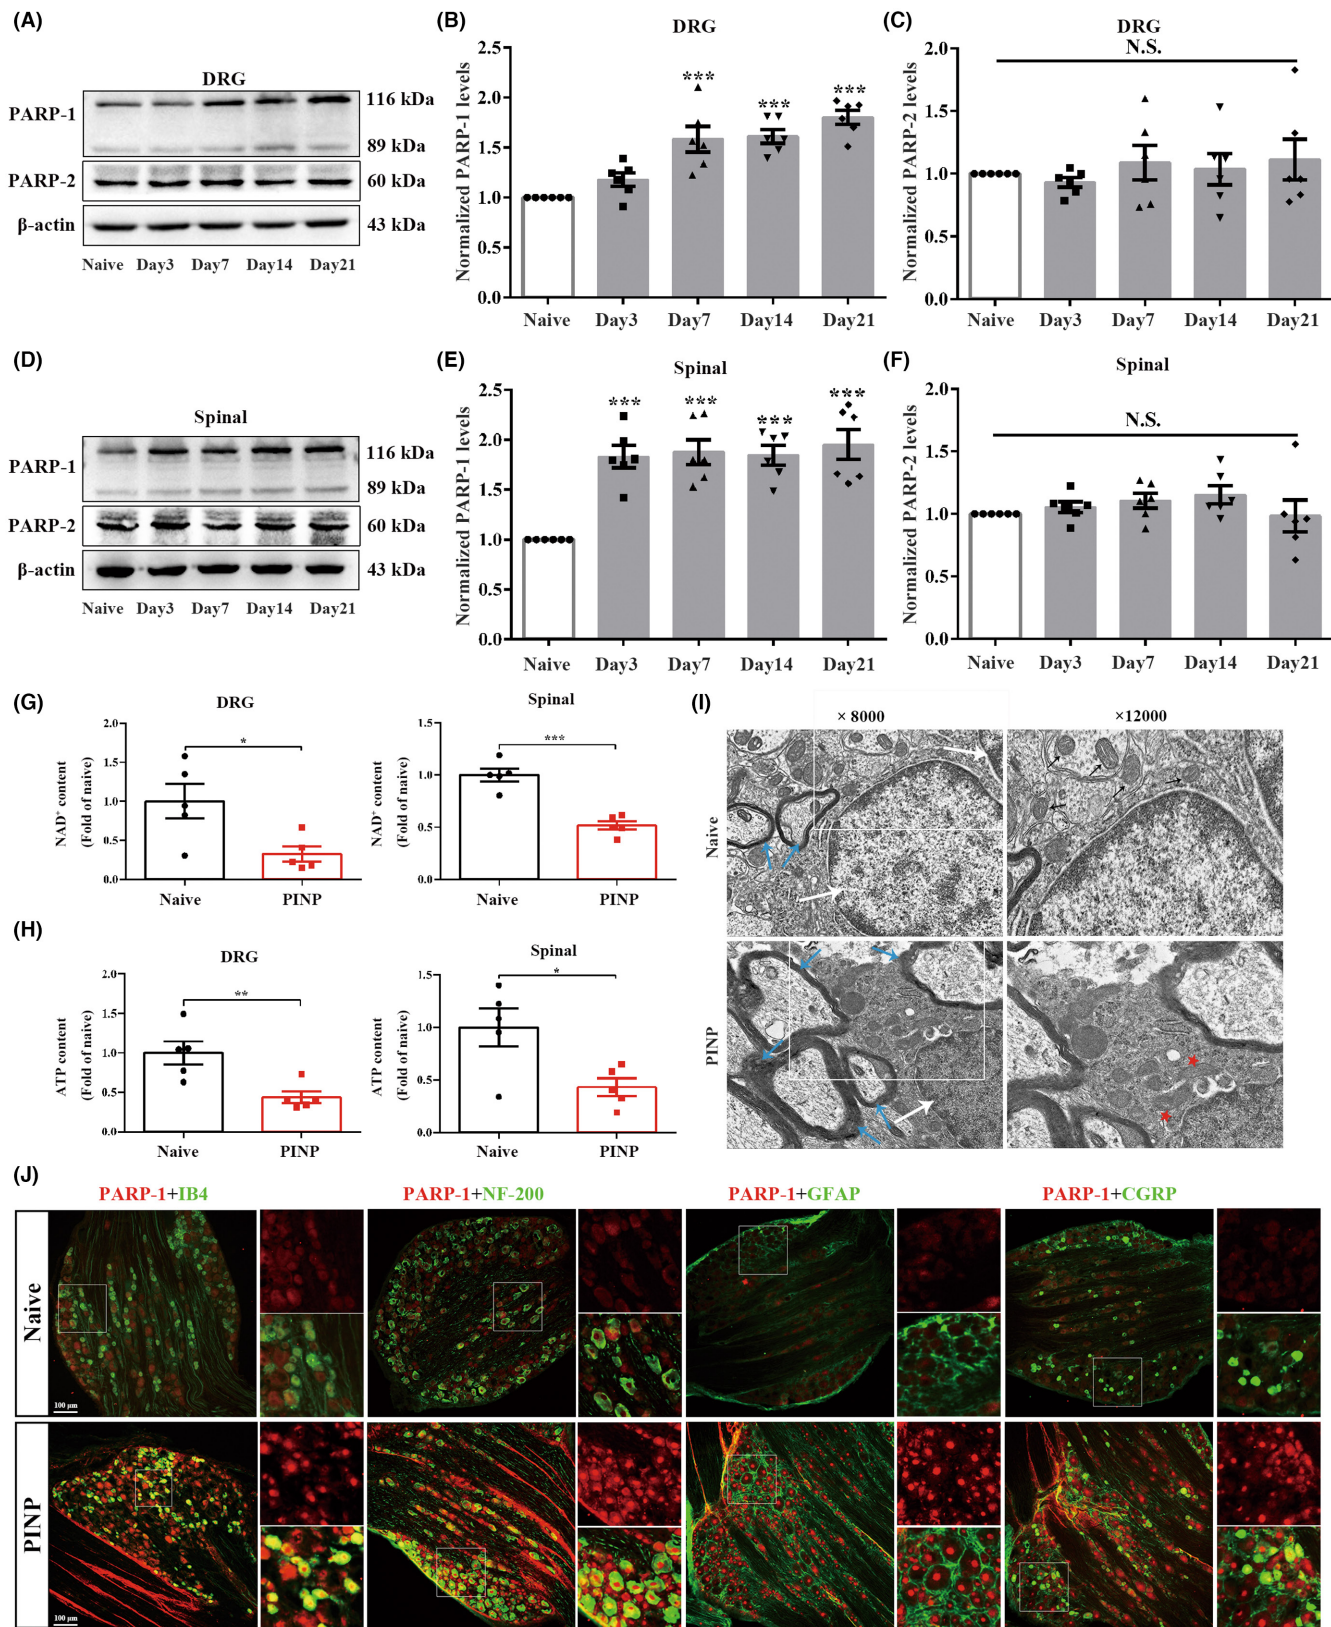 (A)
DRG
PARP-1
116 kDa
89 kDa
PARP-2
60 kDa
β-actin
43 kDa
Naive Day3 Day7 Day14 Day21
(B)
DRG
Normalized PARP-1 levels
2.5
2.0
1.5
1.0
0.5
0.0
***
***
***
Naive Day3 Day7 Day14 Day21
(C)
DRG
N.S.
Normalized PARP-2 levels
2.0
1.5
1.0
0.5
0.0
Naive Day3 Day7 Day14 Day21
(D)
Spinal
PARP-1
116 kDa
89 kDa
PARP-2
60 kDa
β-actin
43 kDa
Naive Day3 Day7 Day14 Day21
(E)
Spinal
Normalized PARP-1 levels
2.5
2.0
1.5
1.0
0.5
0.0
***
***
***
***
Naive Day3 Day7 Day14 Day21
(F)
Spinal
N.S.
Normalized PARP-2 levels
2.0
1.5
1.0
0.5
0.0
Naive Day3 Day7 Day14 Day21
(G)
DRG
NAD+ content
(Fold of naive)
2.0
1.5
1.0
0.5
0.0
*
Naive PINP
Spinal
NAD+ content
(Fold of naive)
1.5
1.0
0.5
0.0
***
Naive PINP
(H)
DRG
ATP content
(Fold of naive)
2.0
1.5
1.0
0.5
0.0
**
Naive PINP
Spinal
ATP content
(Fold of naive)
1.5
1.0
0.5
0.0
*
Naive PINP
(I)
× 8000
×12000
Naive
PINP
(J)
PARP-1+IB4
PARP-1+NF-200
PARP-1+GFAP
PARP-1+CGRP
Naive
100 μm
PINP
100 μm